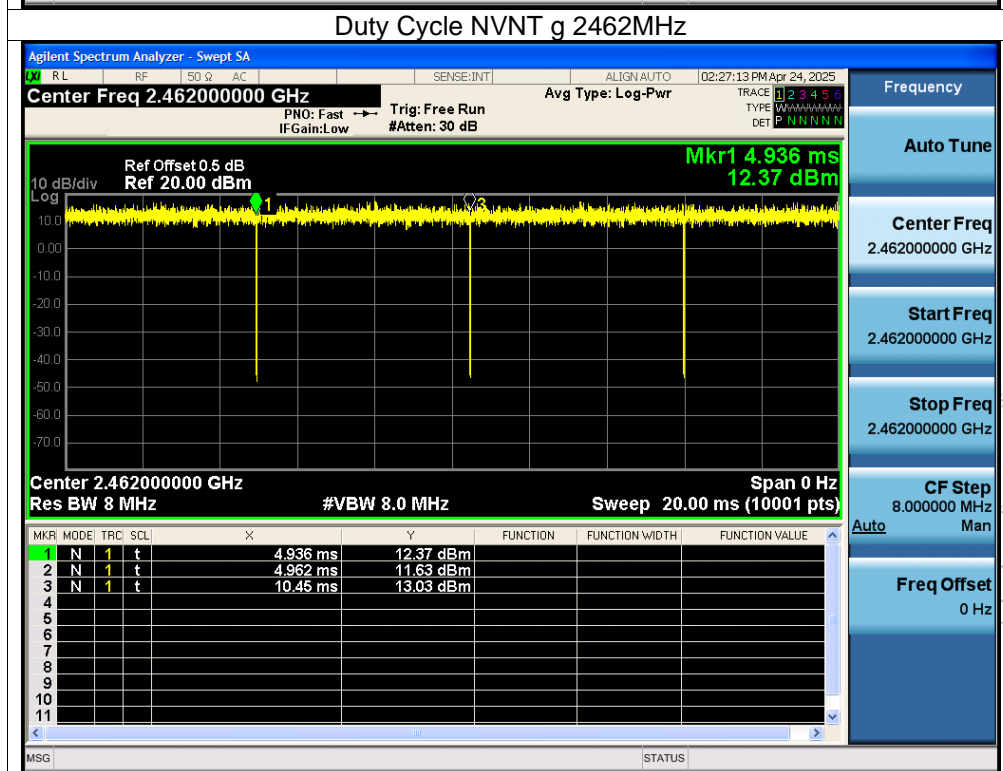 Duty Cycle NVNT g 2462MHz
Agilent Spectrum Analyzer - Swept SA
LXI RL RF 50 Ω AC SENSE:INT ALIGN AUTO 02:27:13 PM Apr 24, 2025
Center Freq 2.462000000 GHz Avg Type: Log-Pwr TRACE 1 2 3 4 5 6
PNO: Fast Trig: Free Run TYPE
IFGain:Low #Atten: 30 dB DET P N N N N N
Mkr1 4.936 ms
12.37 dBm
Ref Offset 0.5 dB
10 dB/div Ref 20.00 dBm
Log
1 3
10.0
0.00
-10.0
-20.0
-30.0
-40.0
-50.0
-60.0
-70.0
Center 2.462000000 GHz Span 0 Hz
Res BW 8 MHz #VBW 8.0 MHz Sweep 20.00 ms (10001 pts)
MKR MODE TRC SCL X Y FUNCTION FUNCTION WIDTH FUNCTION VALUE
1 N 1 t 4.936 ms 12.37 dBm
2 N 1 t 4.962 ms 11.63 dBm
3 N 1 t 10.45 ms 13.03 dBm
4
5
6
7
8
9
10
11
MSG STATUS
Frequency
Auto Tune
Center Freq
2.462000000 GHz
Start Freq
2.462000000 GHz
Stop Freq
2.462000000 GHz
CF Step
8.000000 MHz
Auto Man
Freq Offset
0 Hz